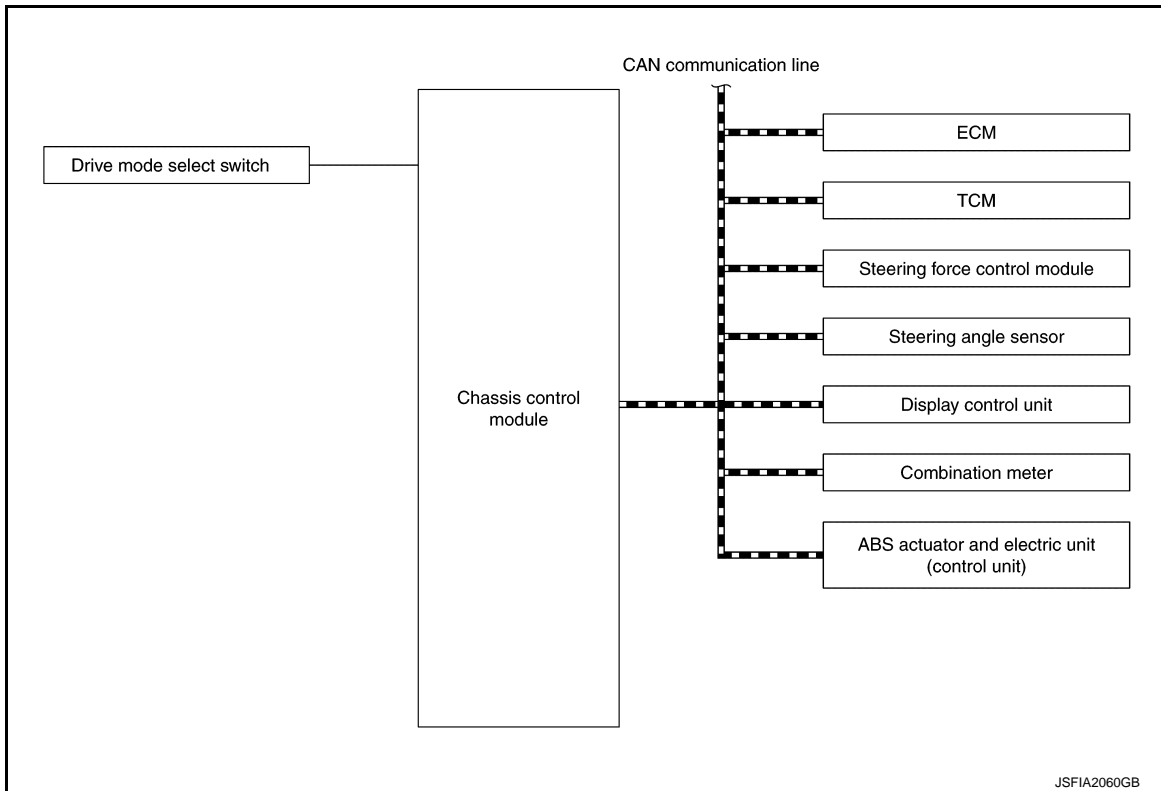 CAN communication line
Drive mode select switch
Chassis control
module
ECM
TCM
Steering force control module
Steering angle sensor
Display control unit
Combination meter
ABS actuator and electric unit
(control unit)
JSFIA2060GB